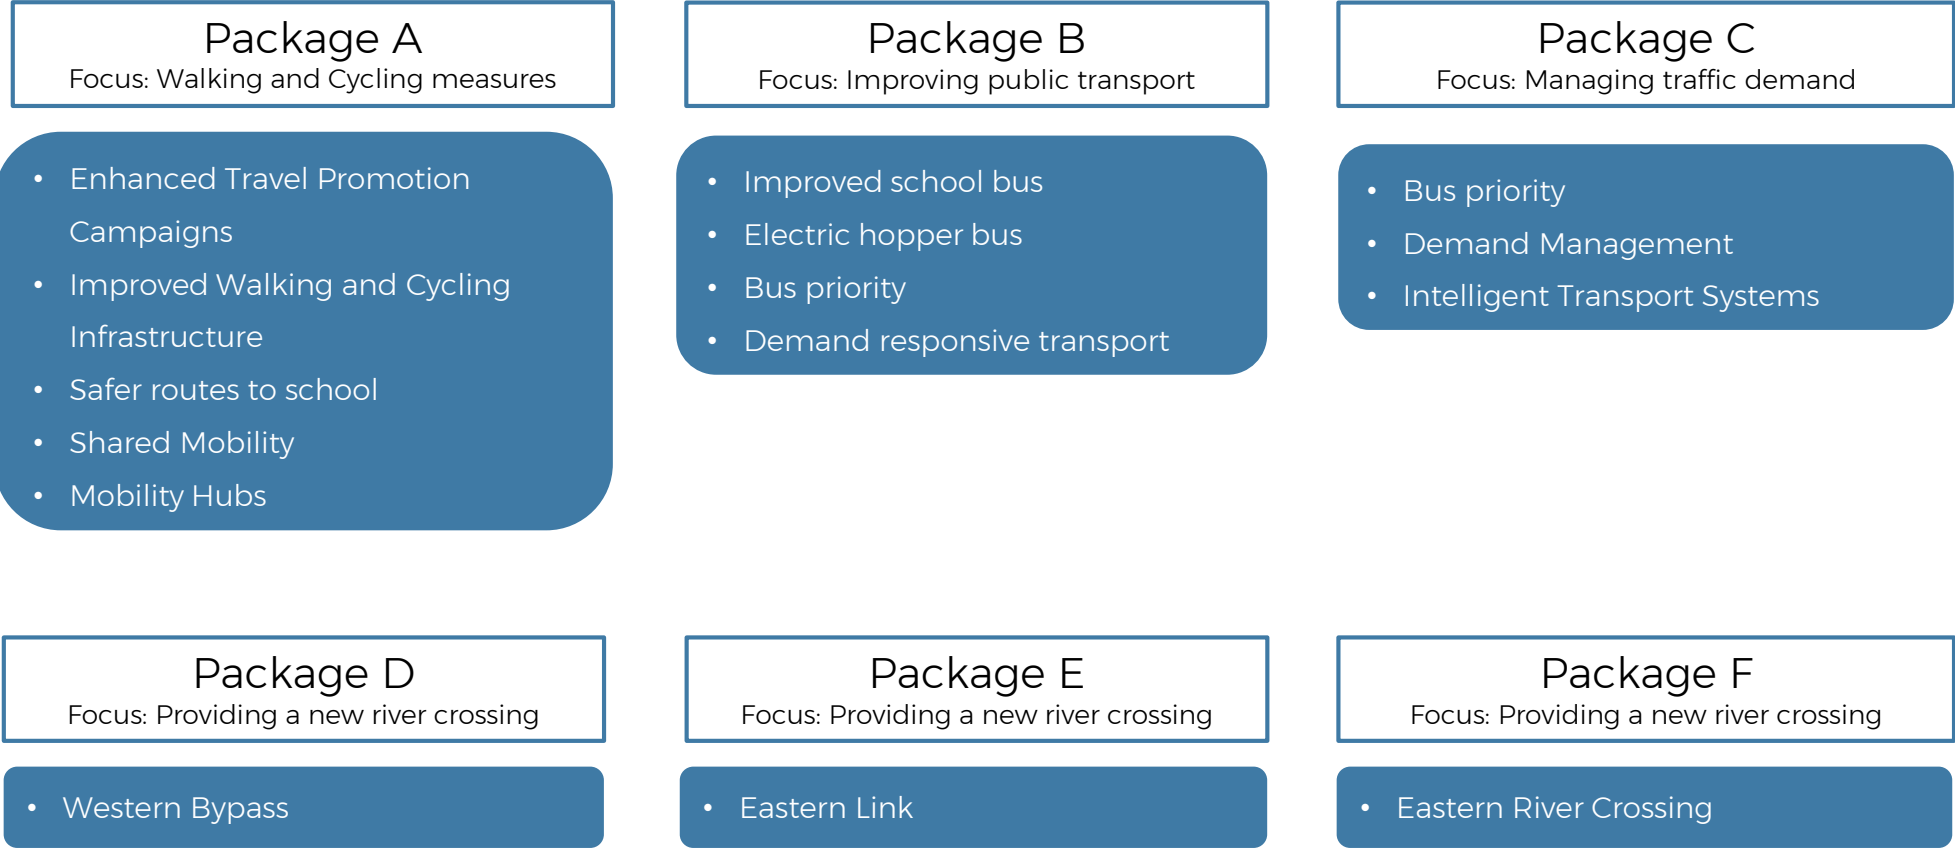 Package A
Focus: Walking and Cycling measures
• Enhanced Travel Promotion
Campaigns
• Improved Walking and Cycling
Infrastructure
• Safer routes to school
• Shared Mobility
• Mobility Hubs
Package B
Focus: Improving public transport
• Improved school bus
• Electric hopper bus
• Bus priority
• Demand responsive transport
Package C
Focus: Managing traffic demand
• Bus priority
• Demand Management
• Intelligent Transport Systems
Package D
Focus: Providing a new river crossing
• Western Bypass
Package E
Focus: Providing a new river crossing
• Eastern Link
Package F
Focus: Providing a new river crossing
• Eastern River Crossing